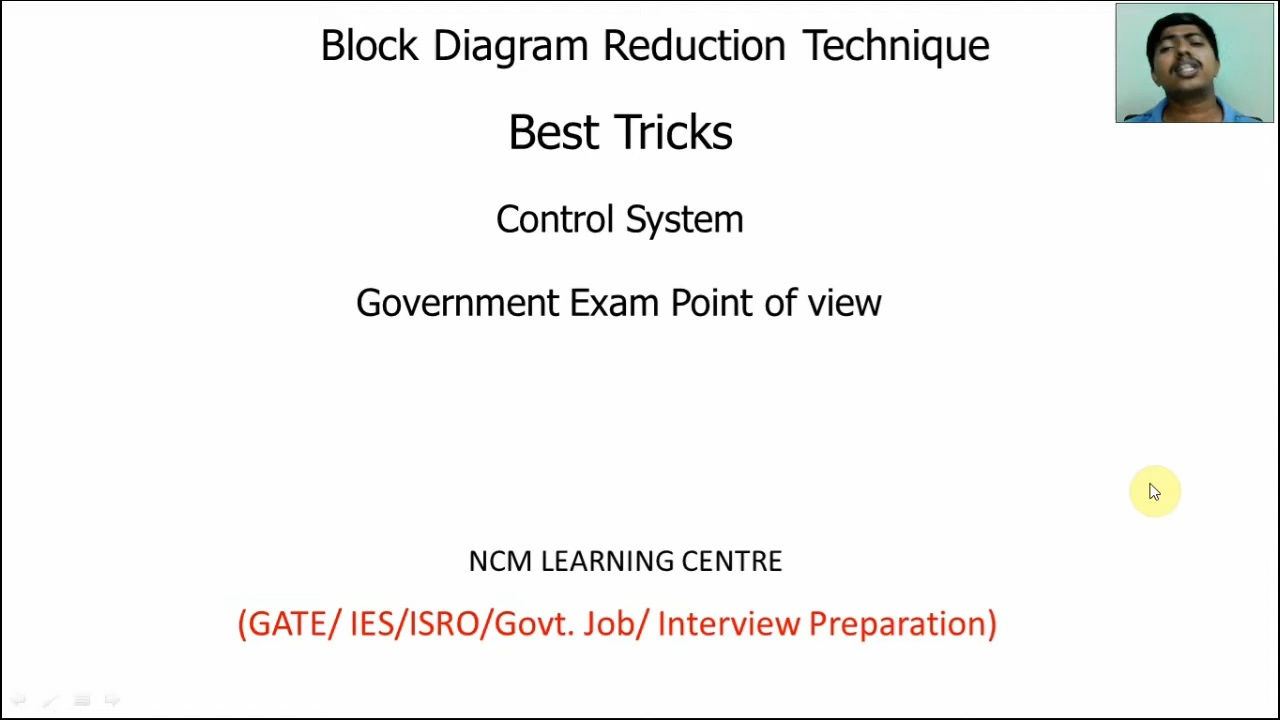 Block Diagram Reduction Technique
Best Tricks
Control System
Government Exam Point of view
NCM LEARNING CENTRE
(GATE/ IES/ISRO/Govt. Job/ Interview Preparation)